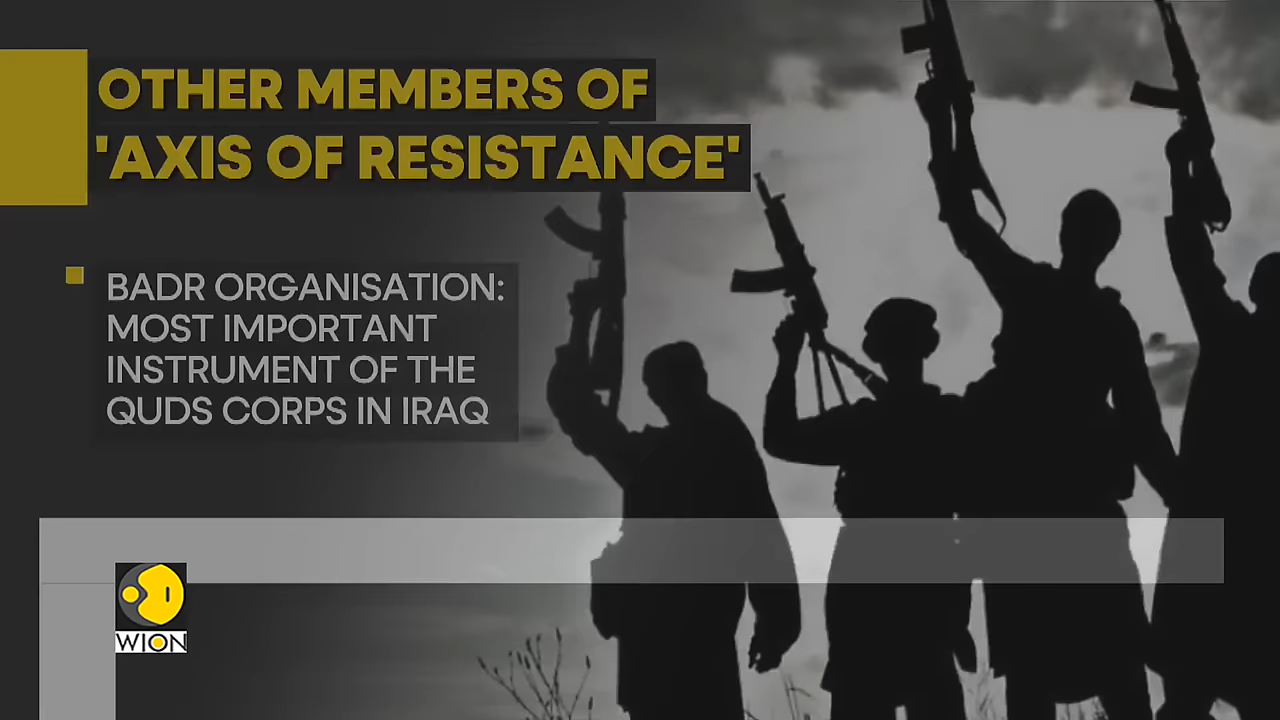 OTHER MEMBERS OF
'AXIS OF RESISTANCE'
BADR ORGANISATION:
MOST IMPORTANT
INSTRUMENT OF THE
QUDS CORPS IN IRAQ
WION